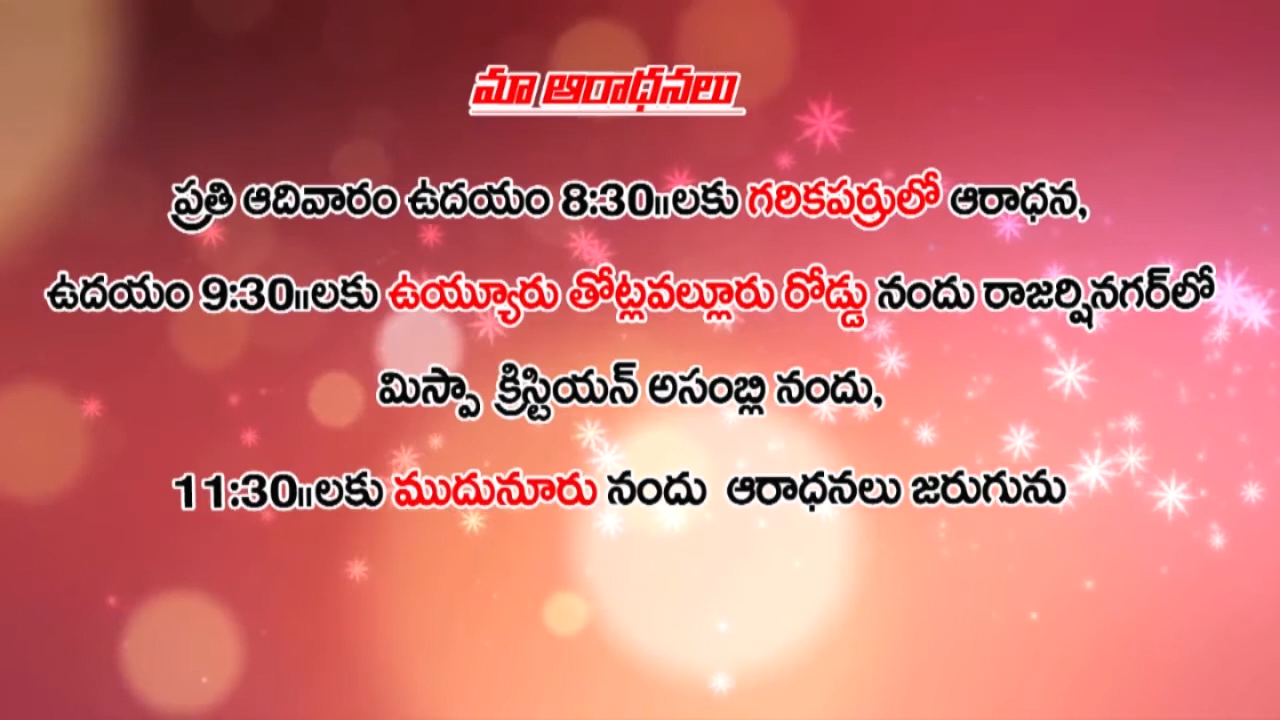 మా ఆరాధనలు
ప్రతి ఆదివారం ఉదయం 8:30॥లకు గరికపర్రులో ఆరాధన,
ఉదయం 9:30॥లకు ఉయ్యూరు తోట్లవల్లూరు రోడ్డు నందు రాజర్షినగర్‌లో
మిస్పా క్రిస్టియన్ అసంబ్లి నందు,
11:30॥లకు ముదునూరు నందు ఆరాధనలు జరుగును